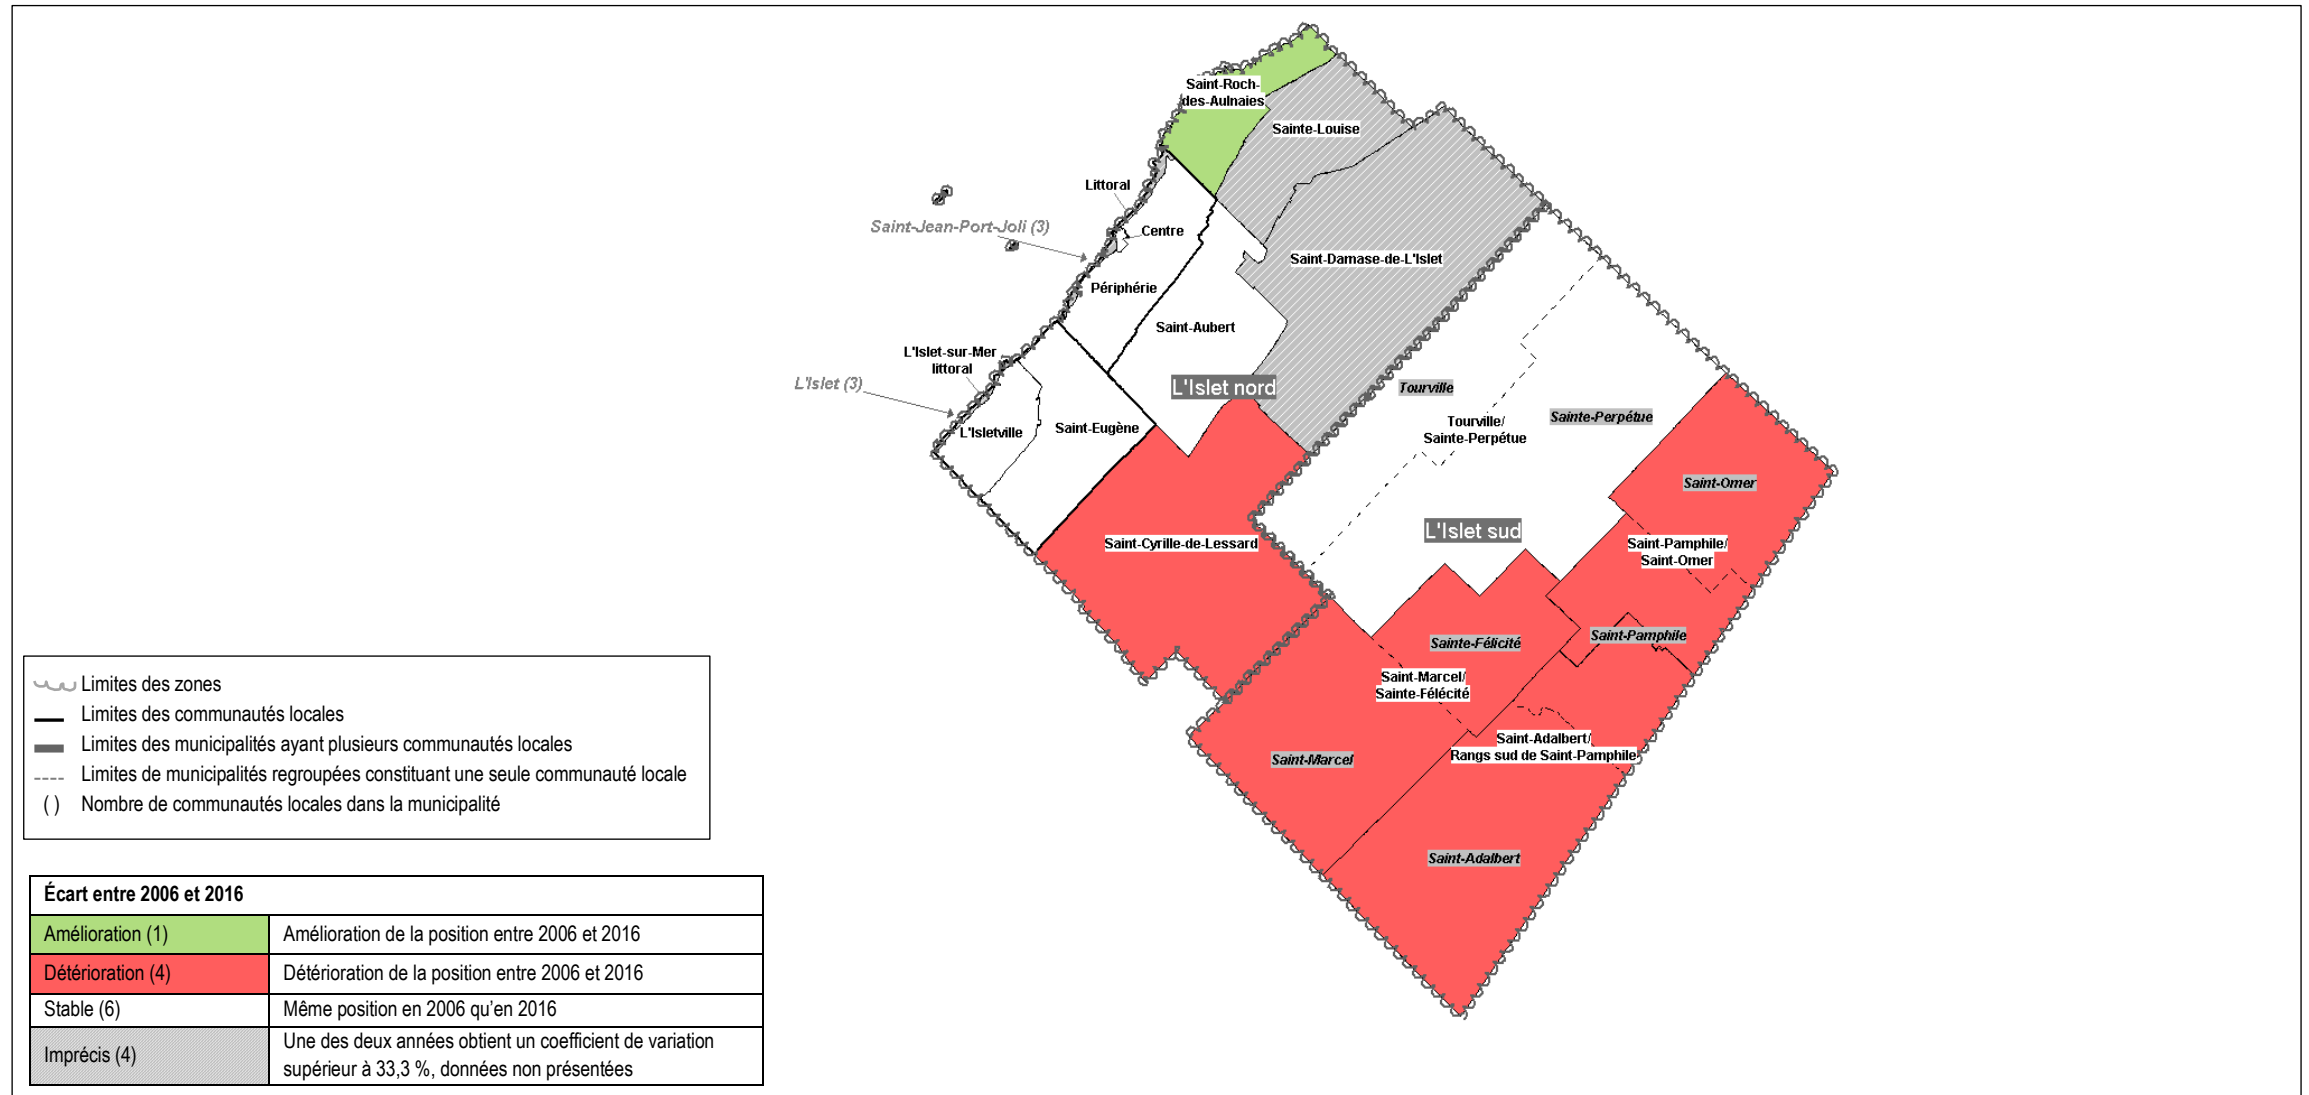 Saint-Roch-
des-Aulnaies
Sainte-Louise
Littoral
Saint-Jean-Port-Joli (3)
Centre
Saint-Damase-de-L'Islet
Périphérie
Saint-Aubert
L'Islet-sur-Mer
littoral
L'Islet (3)
L'Islet nord
Tourville
Sainte-Perpétue
Tourville/
Sainte-Perpétue
L'Isletville
Saint-Eugène
Saint-Omer
L'Islet sud
Saint-Cyrille-de-Lessard
Saint-Pamphile/
Saint-Omer
Sainte-Félicité
Saint-Pamphile
Saint-Marcel/
Sainte-Félécité
Saint-Adalbert/
Rangs sud de Saint-Pamphile
Saint-Marcel
Saint-Adalbert
Limites des zones
Limites des communautés locales
Limites des municipalités ayant plusieurs communautés locales
Limites de municipalités regroupées constituant une seule communauté locale
( ) Nombre de communautés locales dans la municipalité
Écart entre 2006 et 2016
Amélioration (1) Amélioration de la position entre 2006 et 2016
Détérioration (4) Détérioration de la position entre 2006 et 2016
Stable (6) Même position en 2006 qu'en 2016
Imprécis (4) Une des deux années obtient un coefficient de variation
supérieur à 33,3 %, données non présentées